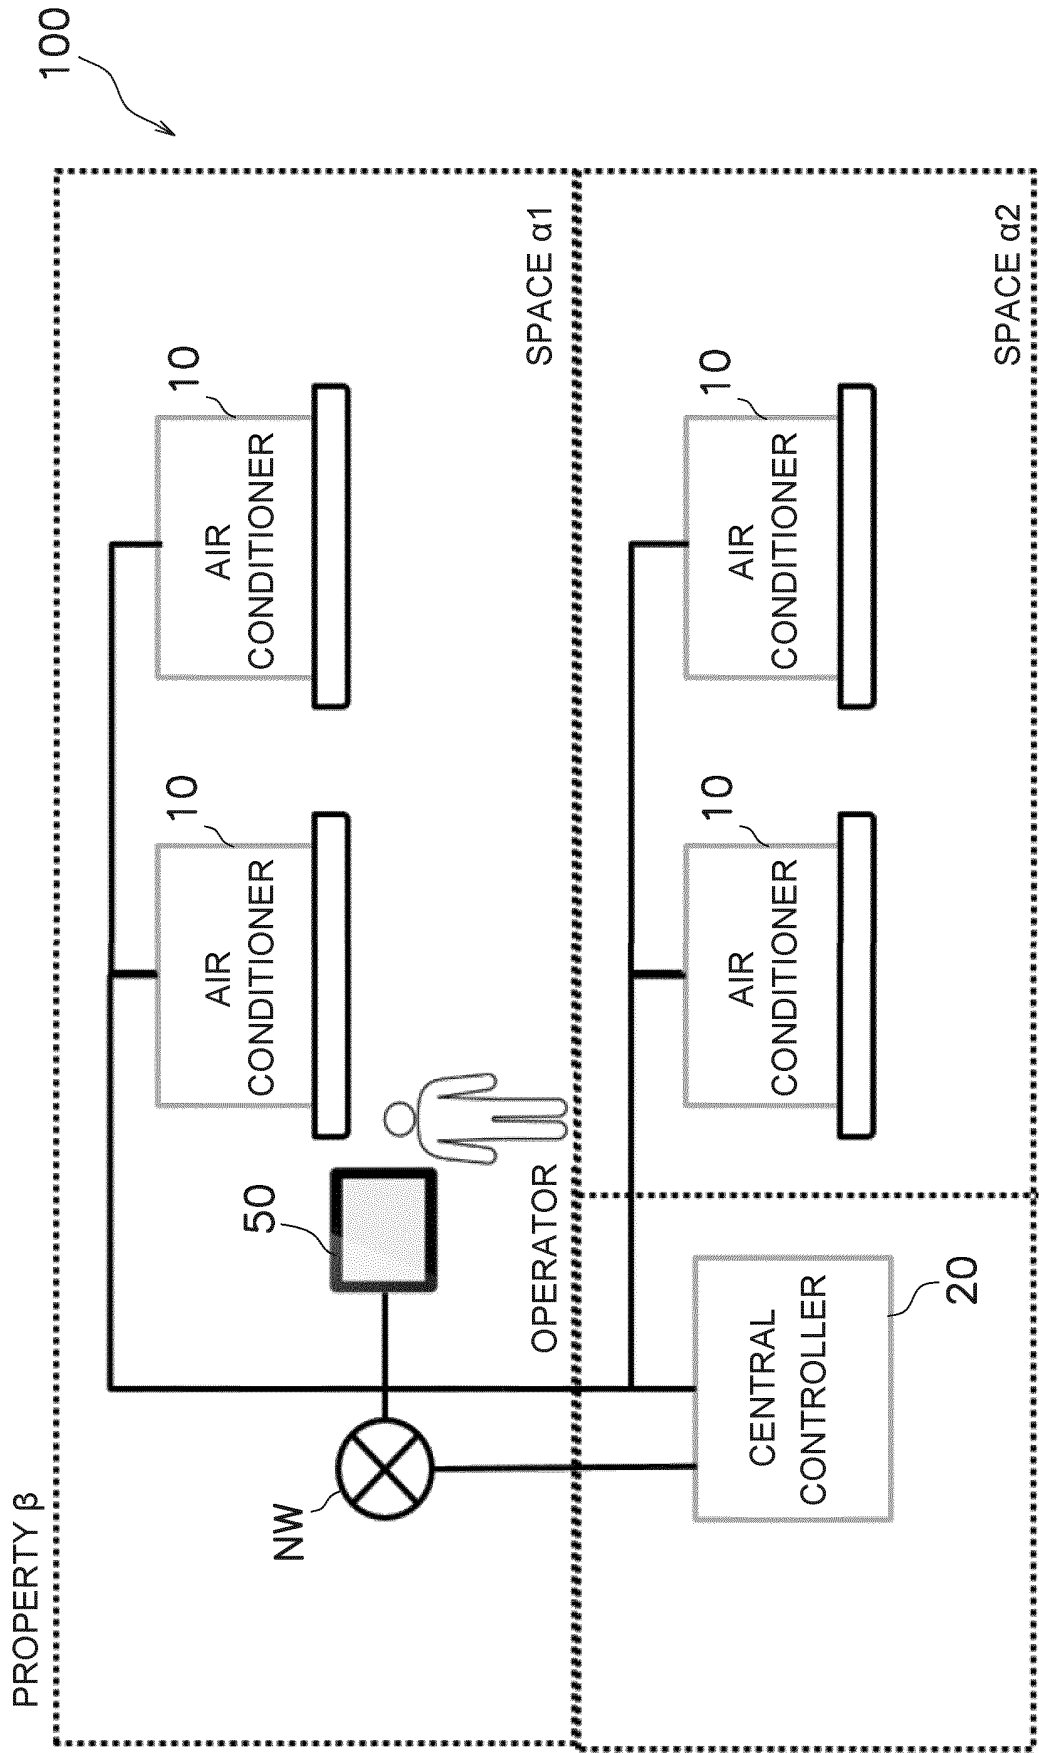 100
PROPERTY β
10
10
AIR
CONDITIONER
AIR
CONDITIONER
NW
50
OPERATOR
SPACE α1
10
10
AIR
CONDITIONER
AIR
CONDITIONER
CENTRAL
CONTROLLER
20
SPACE α2